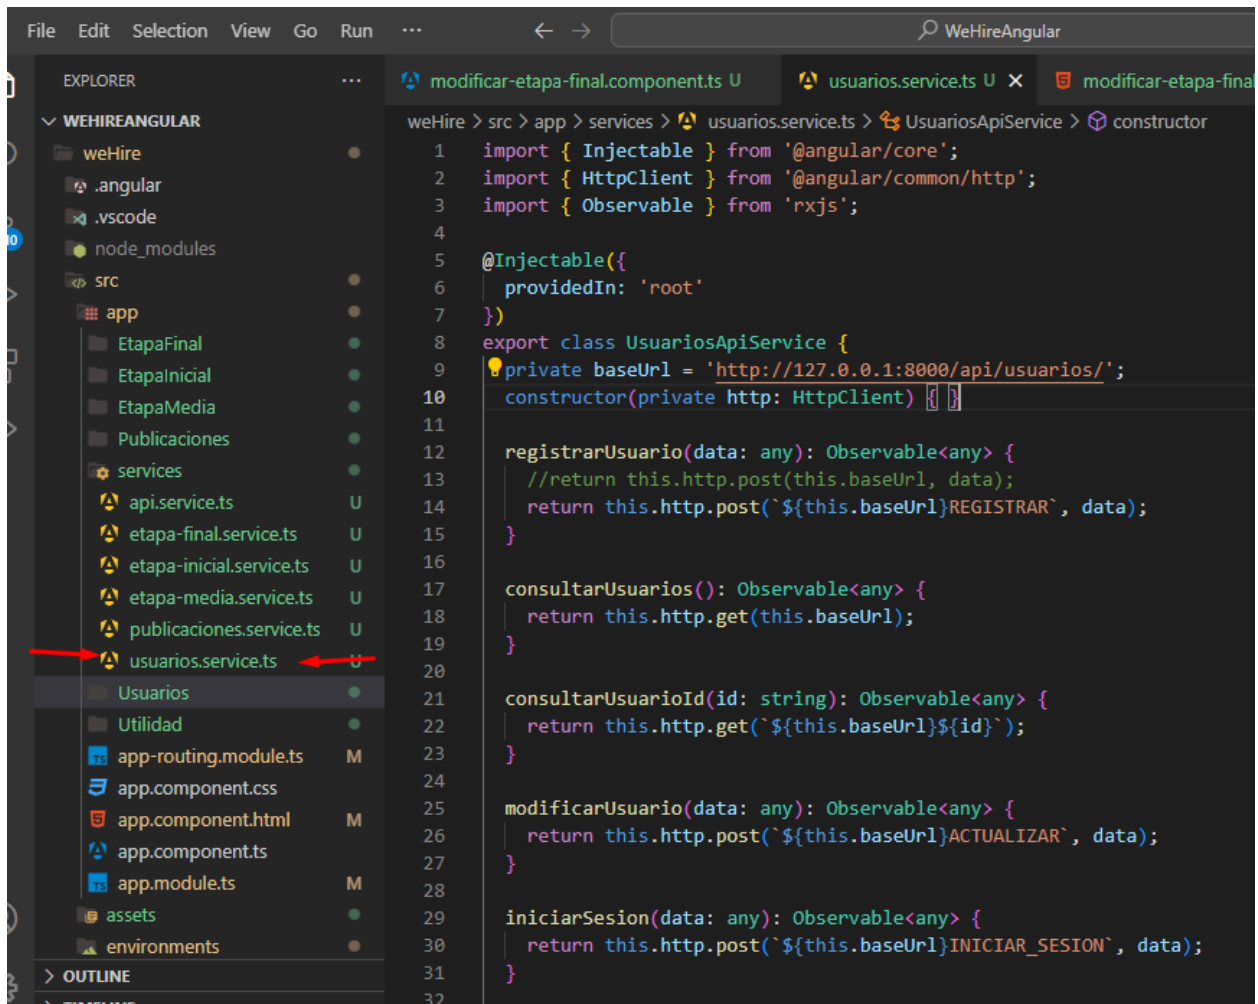 File Edit Selection View Go Run ··· ← → WeHireAngular
EXPLORER ···
WEHIREANGULAR
weHire
.angular
.vscode
node_modules
src
app
EtapaFinal
EtapaInicial
EtapaMedia
Publicaciones
services
api.service.ts U
etapa-final.service.ts U
etapa-inicial.service.ts U
etapa-media.service.ts U
publicaciones.service.ts U
usuarios.service.ts U
Usuarios
Utilidad
app-routing.module.ts M
app.component.css
app.component.html M
app.component.ts
app.module.ts M
assets
environments
OUTLINE
TIMELINE
modificar-etapa-final.component.ts U usuarios.service.ts U modificar-etapa-final
weHire > src > app > services > usuarios.service.ts > UsuariosApiService > constructor
1 import { Injectable } from '@angular/core';
2 import { HttpClient } from '@angular/common/http';
3 import { Observable } from 'rxjs';
4
5 @Injectable({
6 providedIn: 'root'
7 })
8 export class UsuariosApiService {
9 private baseUrl = 'http://127.0.0.1:8000/api/usuarios/';
10 constructor(private http: HttpClient) { }
11
12 registrarUsuario(data: any): Observable<any> {
13 //return this.http.post(this.baseUrl, data);
14 return this.http.post(`${this.baseUrl}REGISTRAR`, data);
15 }
16
17 consultarUsuarios(): Observable<any> {
18 return this.http.get(this.baseUrl);
19 }
20
21 consultarUsuarioId(id: string): Observable<any> {
22 return this.http.get(`${this.baseUrl}${id}`);
23 }
24
25 modificarUsuario(data: any): Observable<any> {
26 return this.http.post(`${this.baseUrl}ACTUALIZAR`, data);
27 }
28
29 iniciarSesion(data: any): Observable<any> {
30 return this.http.post(`${this.baseUrl}INICIAR_SESION`, data);
31 }
32